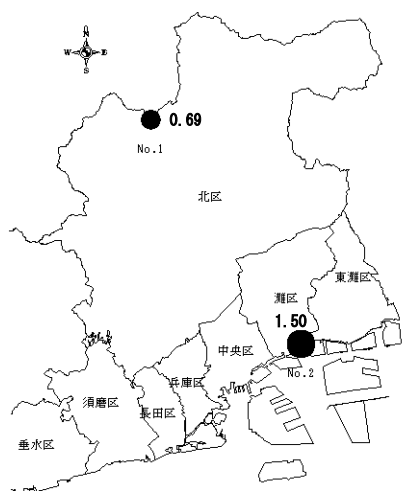 N
W E
S
0.69
No.1
北区
東灘区
灘区
1.50
中央区
No.2
兵庫区
須磨区
長田区
垂水区